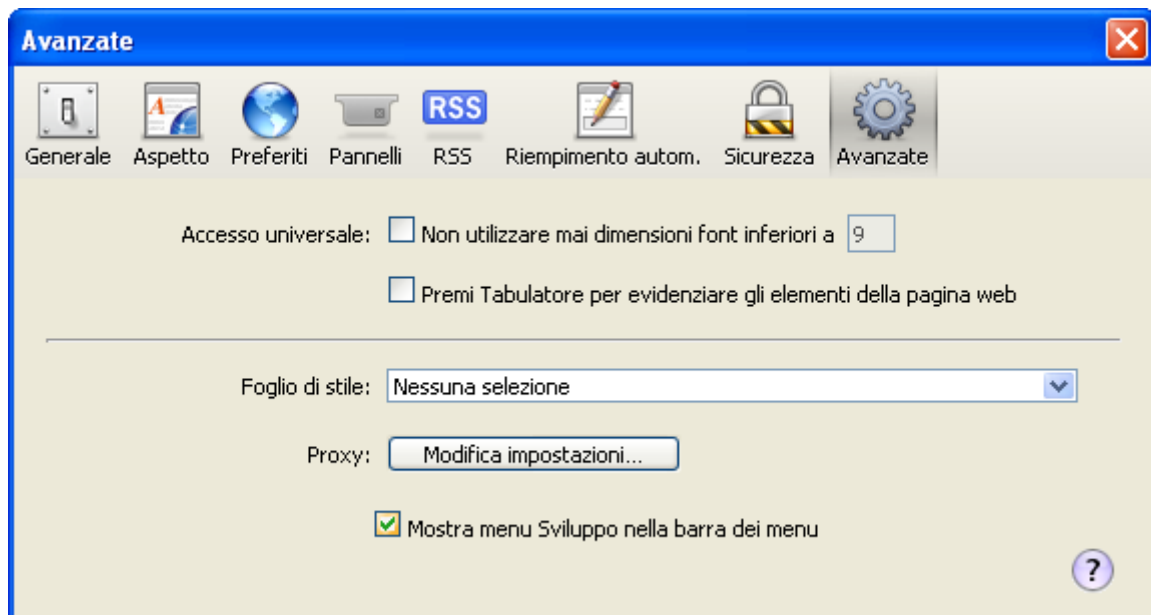 Avanzate
Generale Aspetto Preferiti Pannelli RSS Riempimento autom. Sicurezza Avanzate
Accesso universale: Non utilizzare mai dimensioni font inferiori a 9
Premi Tabulatore per evidenziare gli elementi della pagina web
Foglio di stile: Nessuna selezione
Proxy: Modifica impostazioni...
Mostra menu Sviluppo nella barra dei menu
?